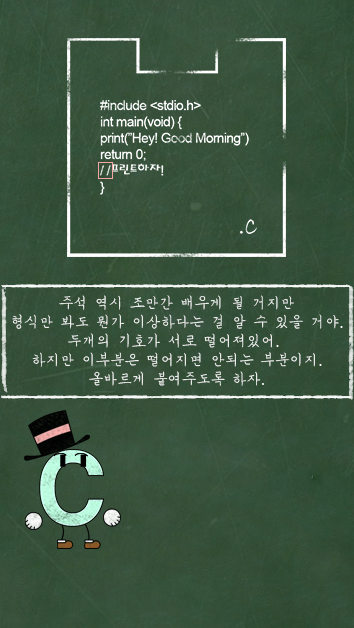 #include <stdio.h>
int main(void) {
print("Hey! Good Morning")
return 0;
/ /프린트하자!
}
.C
주석 역시 조만간 배우게 될 거지만
형식만 봐도 뭔가 이상하다는 걸 알 수 있을 거야.
두개의 기호가 서로 떨어져있어.
하지만 이부분은 떨어지면 안되는 부분이지.
올바르게 붙여주도록 하자.
C